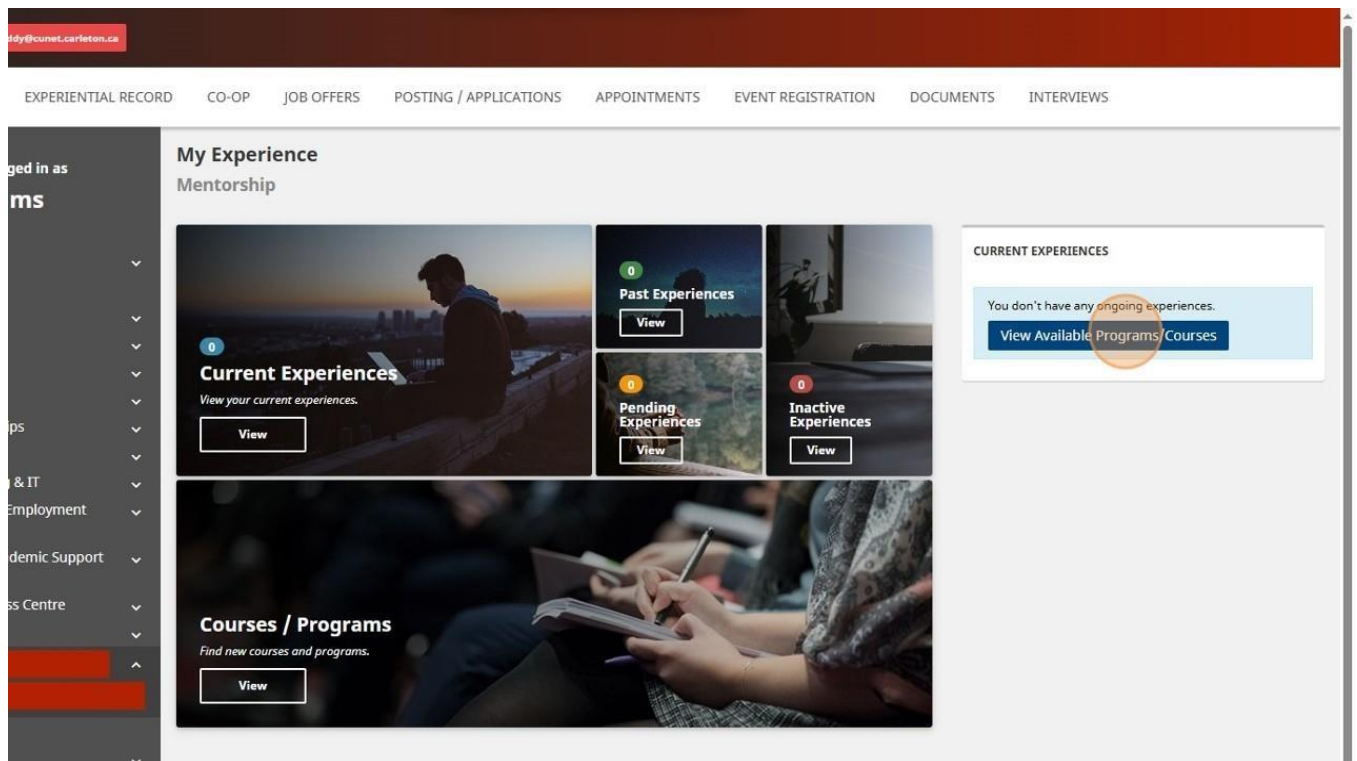 ddy@cunet.carleton.ca
EXPERIENTIAL RECORD CO-OP JOB OFFERS POSTING / APPLICATIONS APPOINTMENTS EVENT REGISTRATION DOCUMENTS INTERVIEWS
ged in as
ms
ips
& IT
Employment
demic Support
ss Centre
My Experience
Mentorship
0
Current Experiences
View your current experiences.
View
0
Past Experiences
View
0
Pending
Experiences
View
0
Inactive
Experiences
View
Courses / Programs
Find new courses and programs.
View
CURRENT EXPERIENCES
You don't have any ongoing experiences.
View Available Programs/Courses